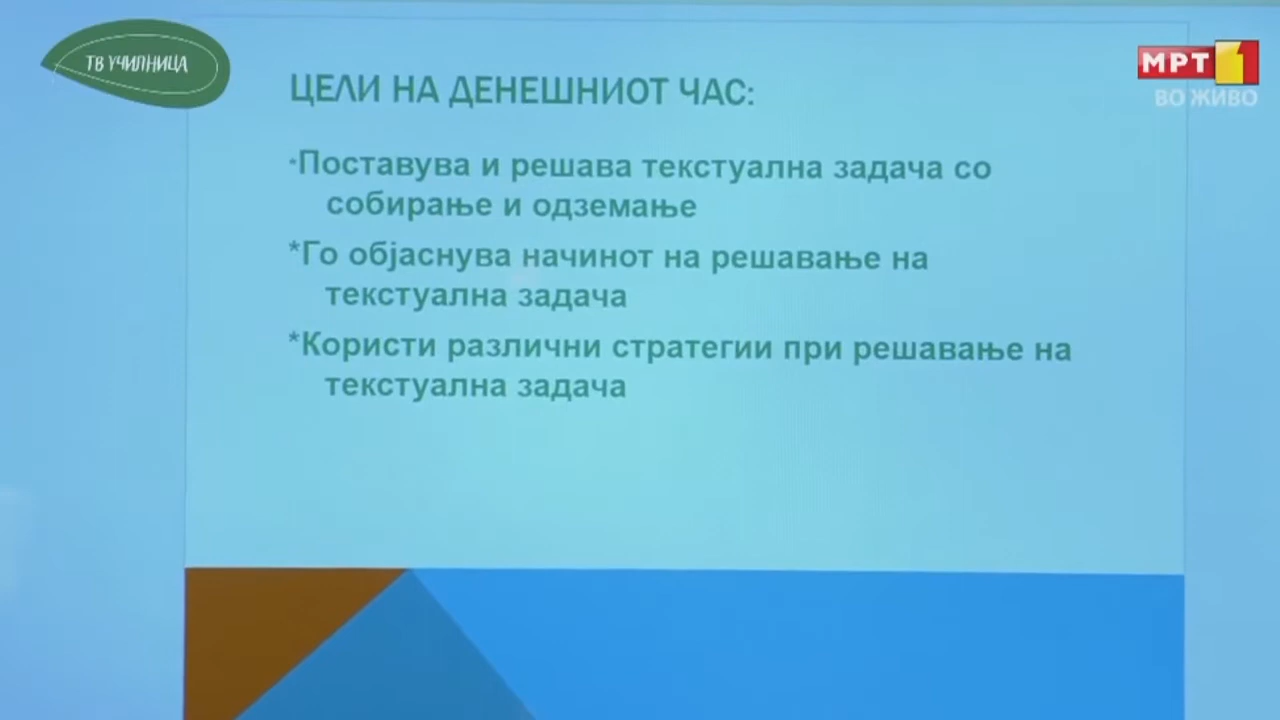 ТВ УЧИЛНИЦА
МРТ 1
ВО ЖИВО
ЦЕЛИ НА ДЕНЕШНИОТ ЧАС:
*Поставува и решава текстуална задача со
собирање и одземање
*Го објаснува начинот на решавање на
текстуална задача
*Користи различни стратегии при решавање на
текстуална задача